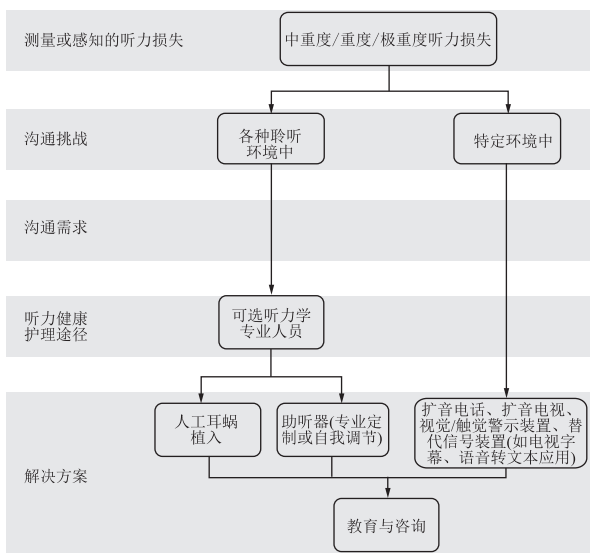 测量或感知的听力损失
中重度/重度/极重度听力损失
沟通挑战
各种聆听
环境中
特定环境中
沟通需求
听力健康
护理途径
可选听力学
专业人员
解决方案
人工耳蜗
植入
助听器(专业定
制或自我调节)
扩音电话、扩音电视、
视觉/触觉警示装置、替
代信号装置(如电视字
幕、语音转文本应用)
教育与咨询